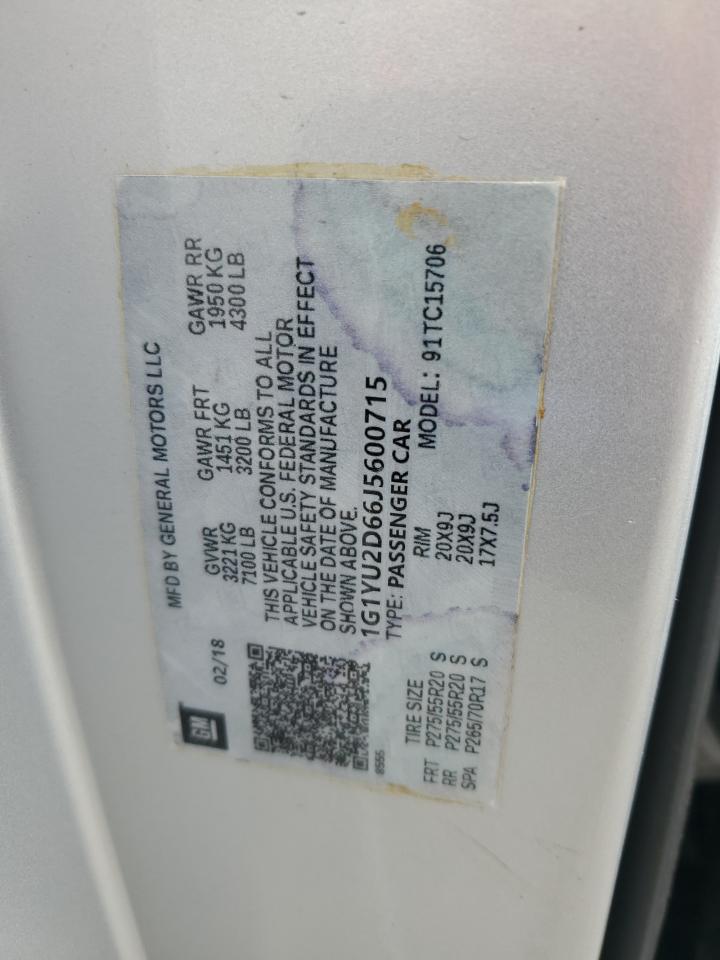 GM
02/18
MFD BY GENERAL MOTORS LLC
GVWR GAWR FRT GAWR RR
3221 KG 1451 KG 1950 KG
7100 LB 3200 LB 4300 LB
THIS VEHICLE CONFORMS TO ALL
APPLICABLE U.S. FEDERAL MOTOR
VEHICLE SAFETY STANDARDS IN EFFECT
ON THE DATE OF MANUFACTURE
SHOWN ABOVE.
1G1YU2D66J5600715
TYPE: PASSENGER CAR
8555
MODEL: 91TC15706
TIRE SIZE RIM
FRT P275/55R20 S 20X9J
RR P275/55R20 S 20X9J
SPA P265/70R17 S 17X7.5J